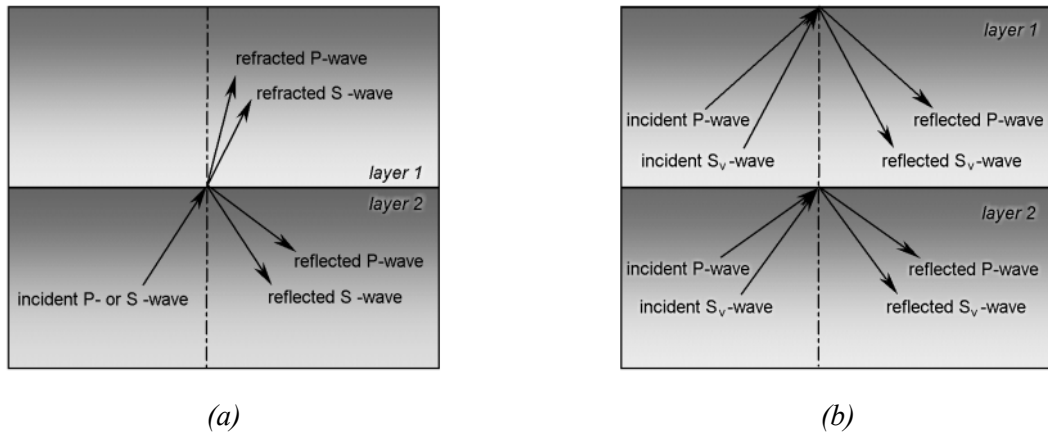 refracted P-wave
refracted S -wave
layer 1
layer 2
reflected P-wave
incident P- or S -wave
reflected S -wave
(a)
layer 1
incident P-wave
reflected P-wave
incident Sv-wave
reflected Sv-wave
layer 2
incident P-wave
reflected P-wave
incident Sv-wave
reflected Sv-wave
(b)